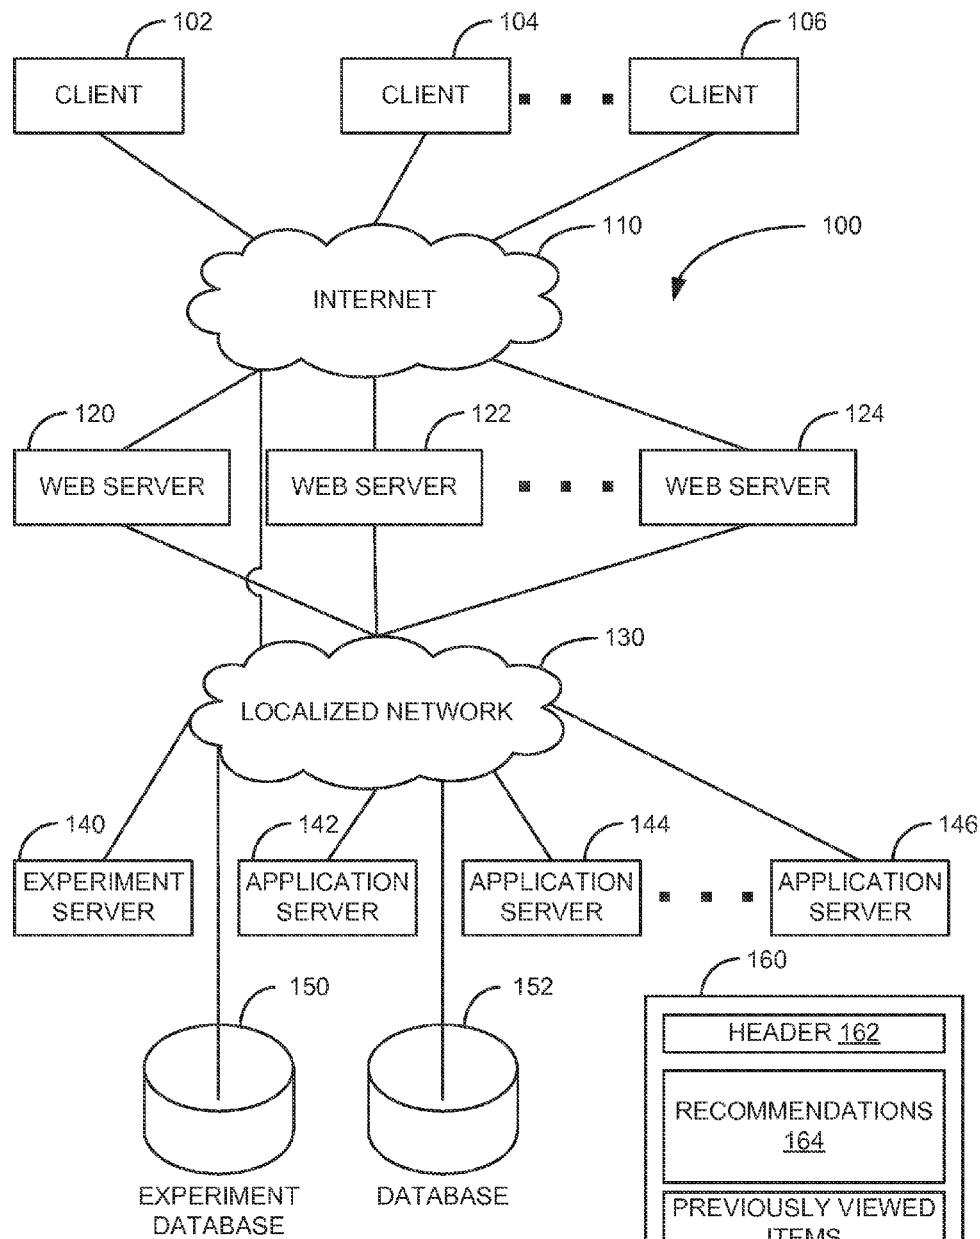 102
104
106
CLIENT
CLIENT
CLIENT
110
100
INTERNET
120
122
124
WEB SERVER
WEB SERVER
WEB SERVER
130
LOCALIZED NETWORK
140
142
144
146
EXPERIMENT
SERVER
APPLICATION
SERVER
APPLICATION
SERVER
APPLICATION
SERVER
150
152
160
HEADER 162
RECOMMENDATIONS
164
PREVIOUSLY VIEWED
ITEMS
EXPERIMENT
DATABASE
DATABASE